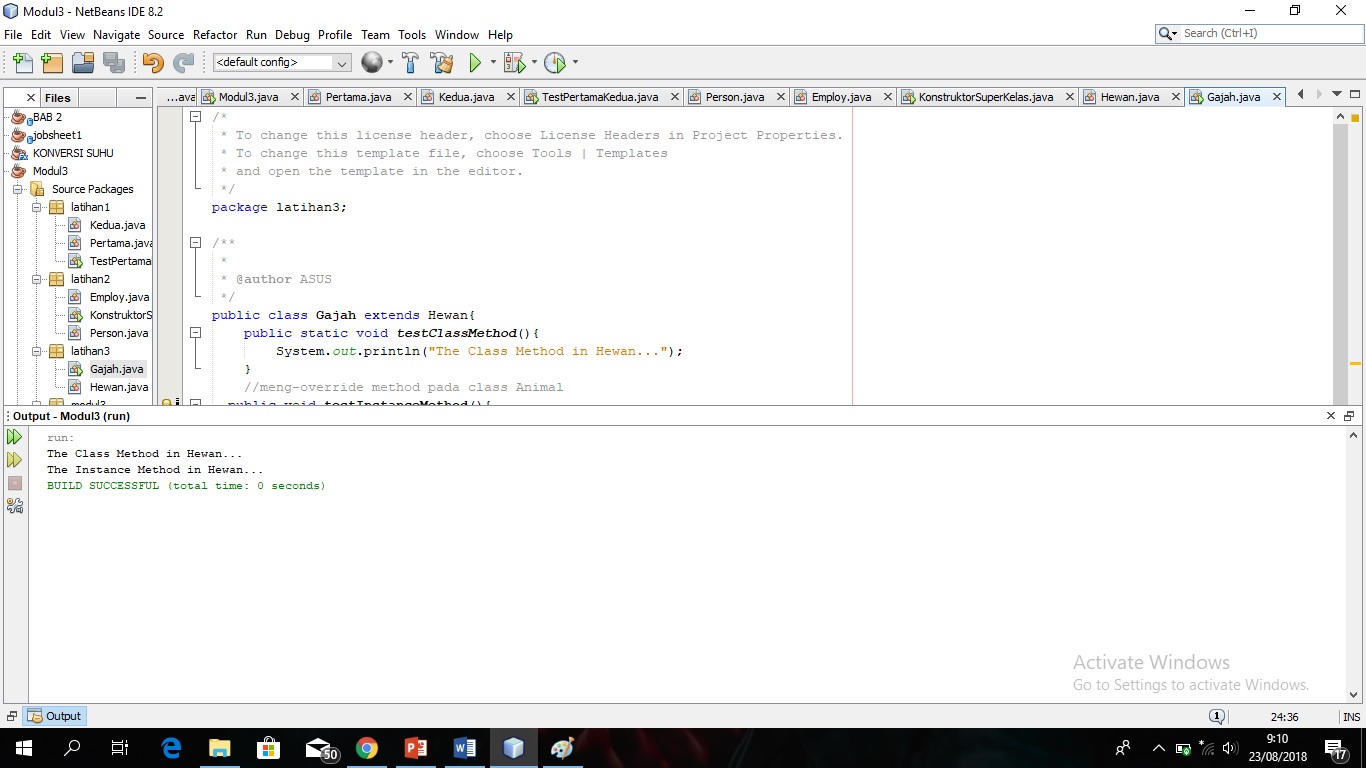 Modul3 - NetBeans IDE 8.2
File Edit View Navigate Source Refactor Run Debug Profile Team Tools Window Help
Search (Ctrl+I)
<default config>
Files
...ava Modul3.java Pertama.java Kedua.java TestPertamaKedua.java Person.java Employ.java KonstruktorSuperKelas.java Hewan.java Gajah.java
BAB 2
jobsheet1
KONVERSI SUHU
Modul3
Source Packages
latihan1
Kedua.java
Pertama.java
TestPertama
latihan2
Employ.java
KonstruktorS
Person.java
latihan3
Gajah.java
Hewan.java
modul3
/*
* To change this license header, choose License Headers in Project Properties.
* To change this template file, choose Tools | Templates
* and open the template in the editor.
*/
package latihan3;
/**
*
* @author ASUS
*/
public class Gajah extends Hewan{
public static void testClassMethod(){
System.out.println("The Class Method in Hewan...");
}
//meng-override method pada class Animal
public void testInstanceMethod(){
Output - Modul3 (run)
run:
The Class Method in Hewan...
The Instance Method in Hewan...
BUILD SUCCESSFUL (total time: 0 seconds)
Activate Windows
Go to Settings to activate Windows.
Output
1
24:36
INS
50
9:10
23/08/2018
17